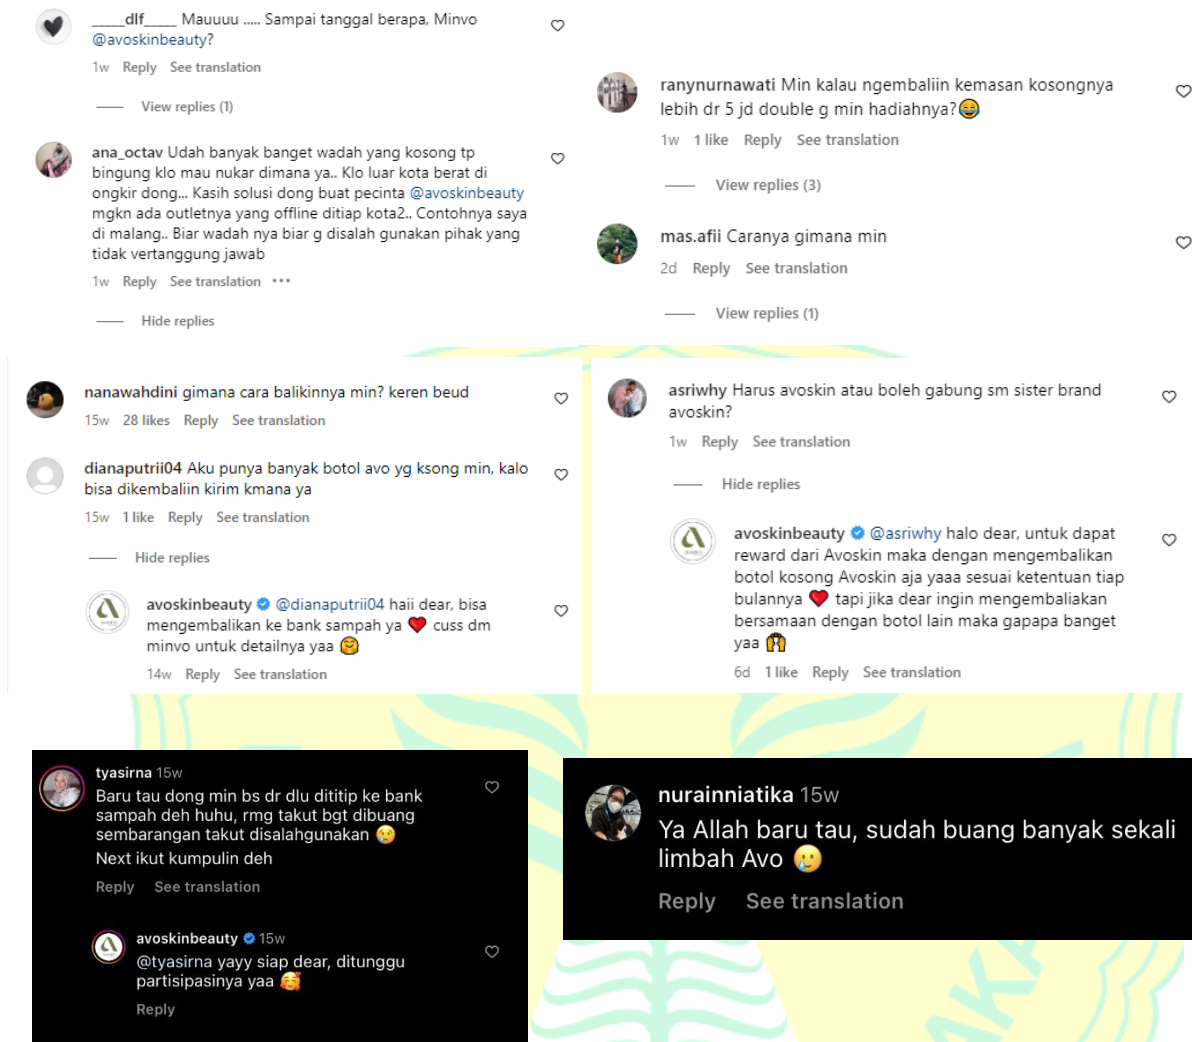 _____dlf_____ Mauuuu ..... Sampai tanggal berapa, Minvo
@avoskinbeauty?
1w Reply See translation
View replies (1)
ana_octav Udah banyak banget wadah yang kosong tp
bingung klo mau nukar dimana ya.. Klo luar kota berat di
ongkir dong... Kasih solusi dong buat pecinta @avoskinbeauty
mgkn ada outletnya yang offline ditiap kota2.. Contohnya saya
di malang.. Biar wadah nya biar g disalah gunakan pihak yang
tidak vertanggung jawab
1w Reply See translation •••
Hide replies
ranynurnawati Min kalau ngembaliin kemasan kosongnya
lebih dr 5 jd double g min hadiahnya?😂
1w 1 like Reply See translation
View replies (3)
mas.afii Caranya gimana min
2d Reply See translation
View replies (1)
nanawahdini gimana cara balikinnya min? keren beud
15w 28 likes Reply See translation
dianaputrii04 Aku punya banyak botol avo yg ksong min, kalo
bisa dikembaliin kirim kmana ya
15w 1 like Reply See translation
Hide replies
avoskinbeauty @dianaputrii04 haii dear, bisa
mengembalikan ke bank sampah ya ❤️ cuss dm
minvo untuk detailnya yaa 🤗
14w Reply See translation
asriwhy Harus avoskin atau boleh gabung sm sister brand
avoskin?
1w Reply See translation
Hide replies
avoskinbeauty @asriwhy halo dear, untuk dapat
reward dari Avoskin maka dengan mengembalikan
botol kosong Avoskin aja yaaa sesuai ketentuan tiap
bulannya ❤️ tapi jika dear ingin mengembaliakan
bersamaan dengan botol lain maka gapapa banget
yaa 🙌
6d 1 like Reply See translation
tyasirna 15w
Baru tau dong min bs dr dlu dititip ke bank
sampah deh huhu, rmg takut bgt dibuang
sembarangan takut disalahgunakan 😢
Next ikut kumpulin deh
Reply See translation
avoskinbeauty 15w
@tyasirna yayy siap dear, ditunggu
partisipasinya yaa 🥰
Reply
nurainniatika 15w
Ya Allah baru tau, sudah buang banyak sekali
limbah Avo 🥲
Reply See translation